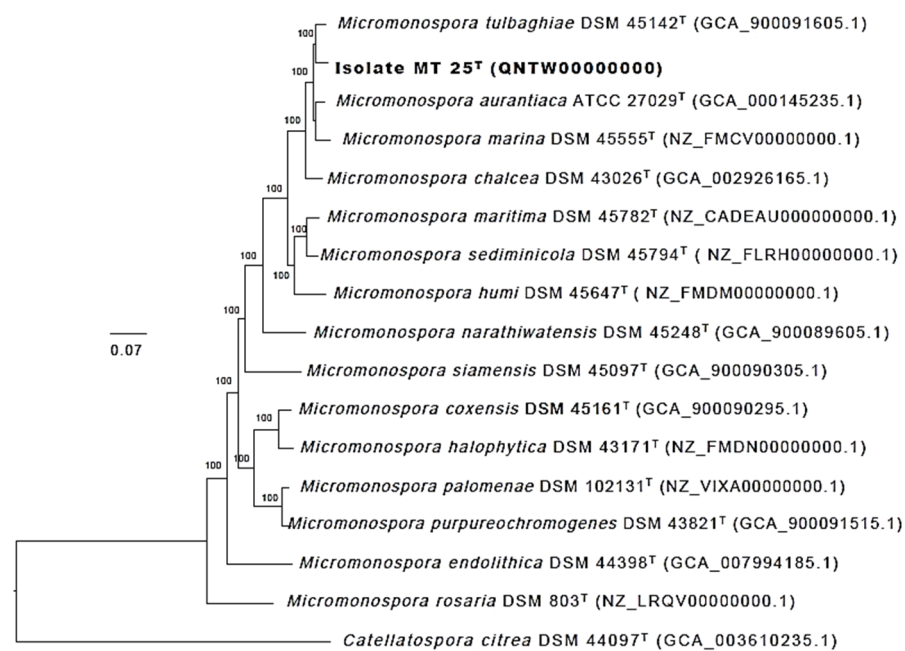 100
Micromonospora tulbaghiae DSM 45142ᵀ (GCA_900091605.1)
Isolate MT 25ᵀ (QNTW00000000)
100
Micromonospora aurantiaca ATCC 27029ᵀ (GCA_000145235.1)
100
Micromonospora marina DSM 45555ᵀ (NZ_FMCV00000000.1)
Micromonospora chalcea DSM 43026ᵀ (GCA_002926165.1)
100
Micromonospora maritima DSM 45782ᵀ (NZ_CADEAU000000000.1)
100
Micromonospora sediminicola DSM 45794ᵀ ( NZ_FLRH00000000.1)
100
100
Micromonospora humi DSM 45647ᵀ ( NZ_FMDM00000000.1)
100
Micromonospora narathiwatensis DSM 45248ᵀ (GCA_900089605.1)
0.07
Micromonospora siamensis DSM 45097ᵀ (GCA_900090305.1)
100
Micromonospora coxensis DSM 45161ᵀ (GCA_900090295.1)
100
Micromonospora halophytica DSM 43171ᵀ (NZ_FMDN00000000.1)
100
100
Micromonospora palomenae DSM 102131ᵀ (NZ_VIXA00000000.1)
100
Micromonospora purpureochromogenes DSM 43821ᵀ (GCA_900091515.1)
Micromonospora endolithica DSM 44398ᵀ (GCA_007994185.1)
Micromonospora rosaria DSM 803ᵀ (NZ_LRQV00000000.1)
Catellatospora citrea DSM 44097ᵀ (GCA_003610235.1)